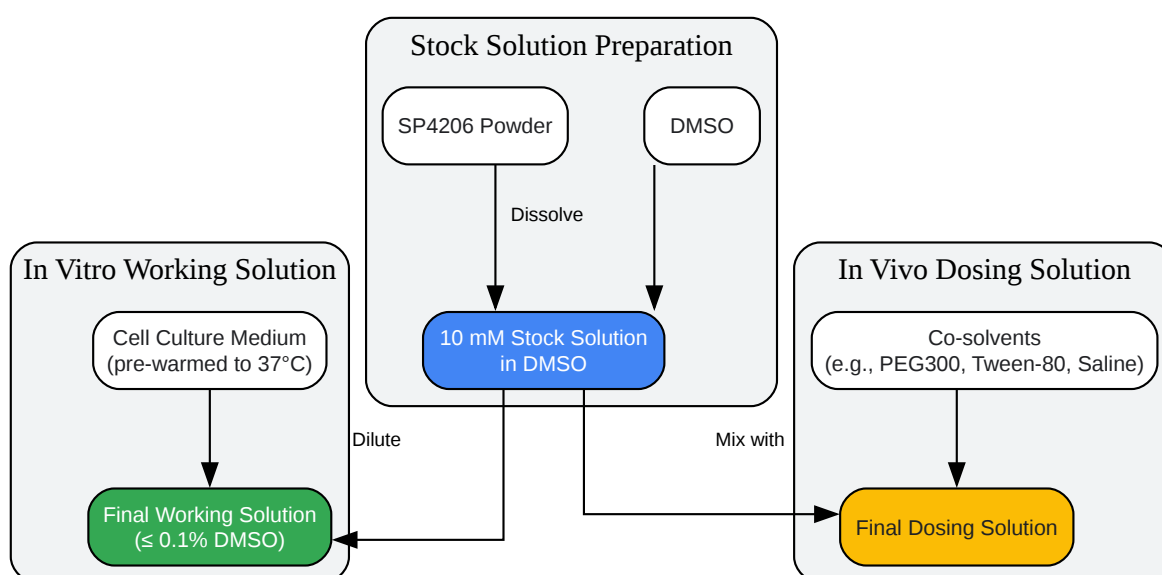 Stock Solution Preparation
SP4206 Powder
DMSO
Dissolve
10 mM Stock Solution
in DMSO
In Vitro Working Solution
Cell Culture Medium
(pre-warmed to 37°C)
Dilute
Final Working Solution
(≤ 0.1% DMSO)
In Vivo Dosing Solution
Co-solvents
(e.g., PEG300, Tween-80, Saline)
Mix with
Final Dosing Solution